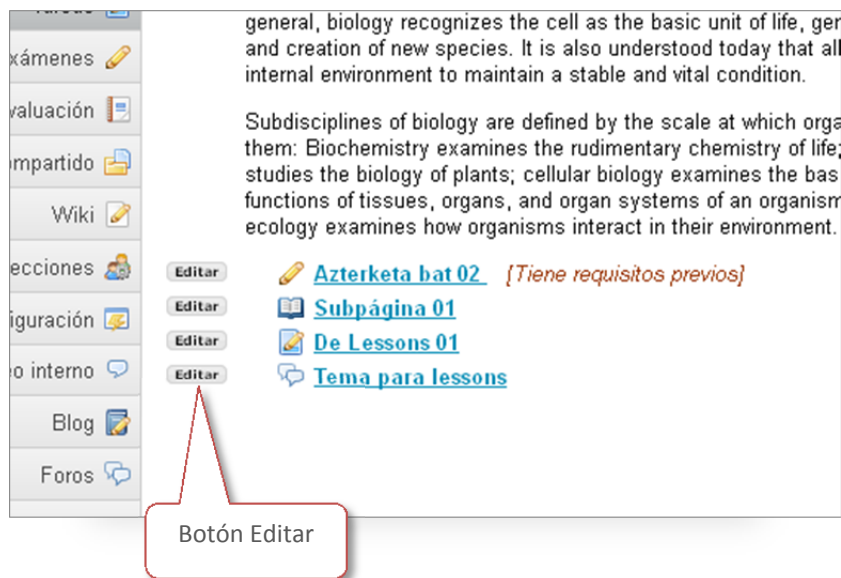 general, biology recognizes the cell as the basic unit of life, ger
and creation of new species. It is also understood today that all
internal environment to maintain a stable and vital condition.
Subdisciplines of biology are defined by the scale at which orga
them: Biochemistry examines the rudimentary chemistry of life;
studies the biology of plants; cellular biology examines the bas
functions of tissues, organs, and organ systems of an organism
ecology examines how organisms interact in their environment.
xámenes
valuación
mpartido
Wiki
ecciones
iguración
o interno
Blog
Foros
Editar Azterketa bat 02 [Tiene requisitos previos]
Editar Subpágina 01
Editar De Lessons 01
Editar Tema para lessons
Botón Editar